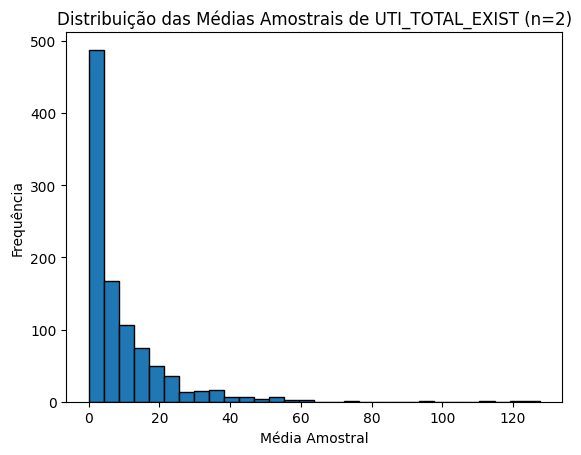 Distribuição das Médias Amostrais de UTI_TOTAL_EXIST (n=2)
500
400
300
200
100
0
Frequência
0 20 40 60 80 100 120
Média Amostral